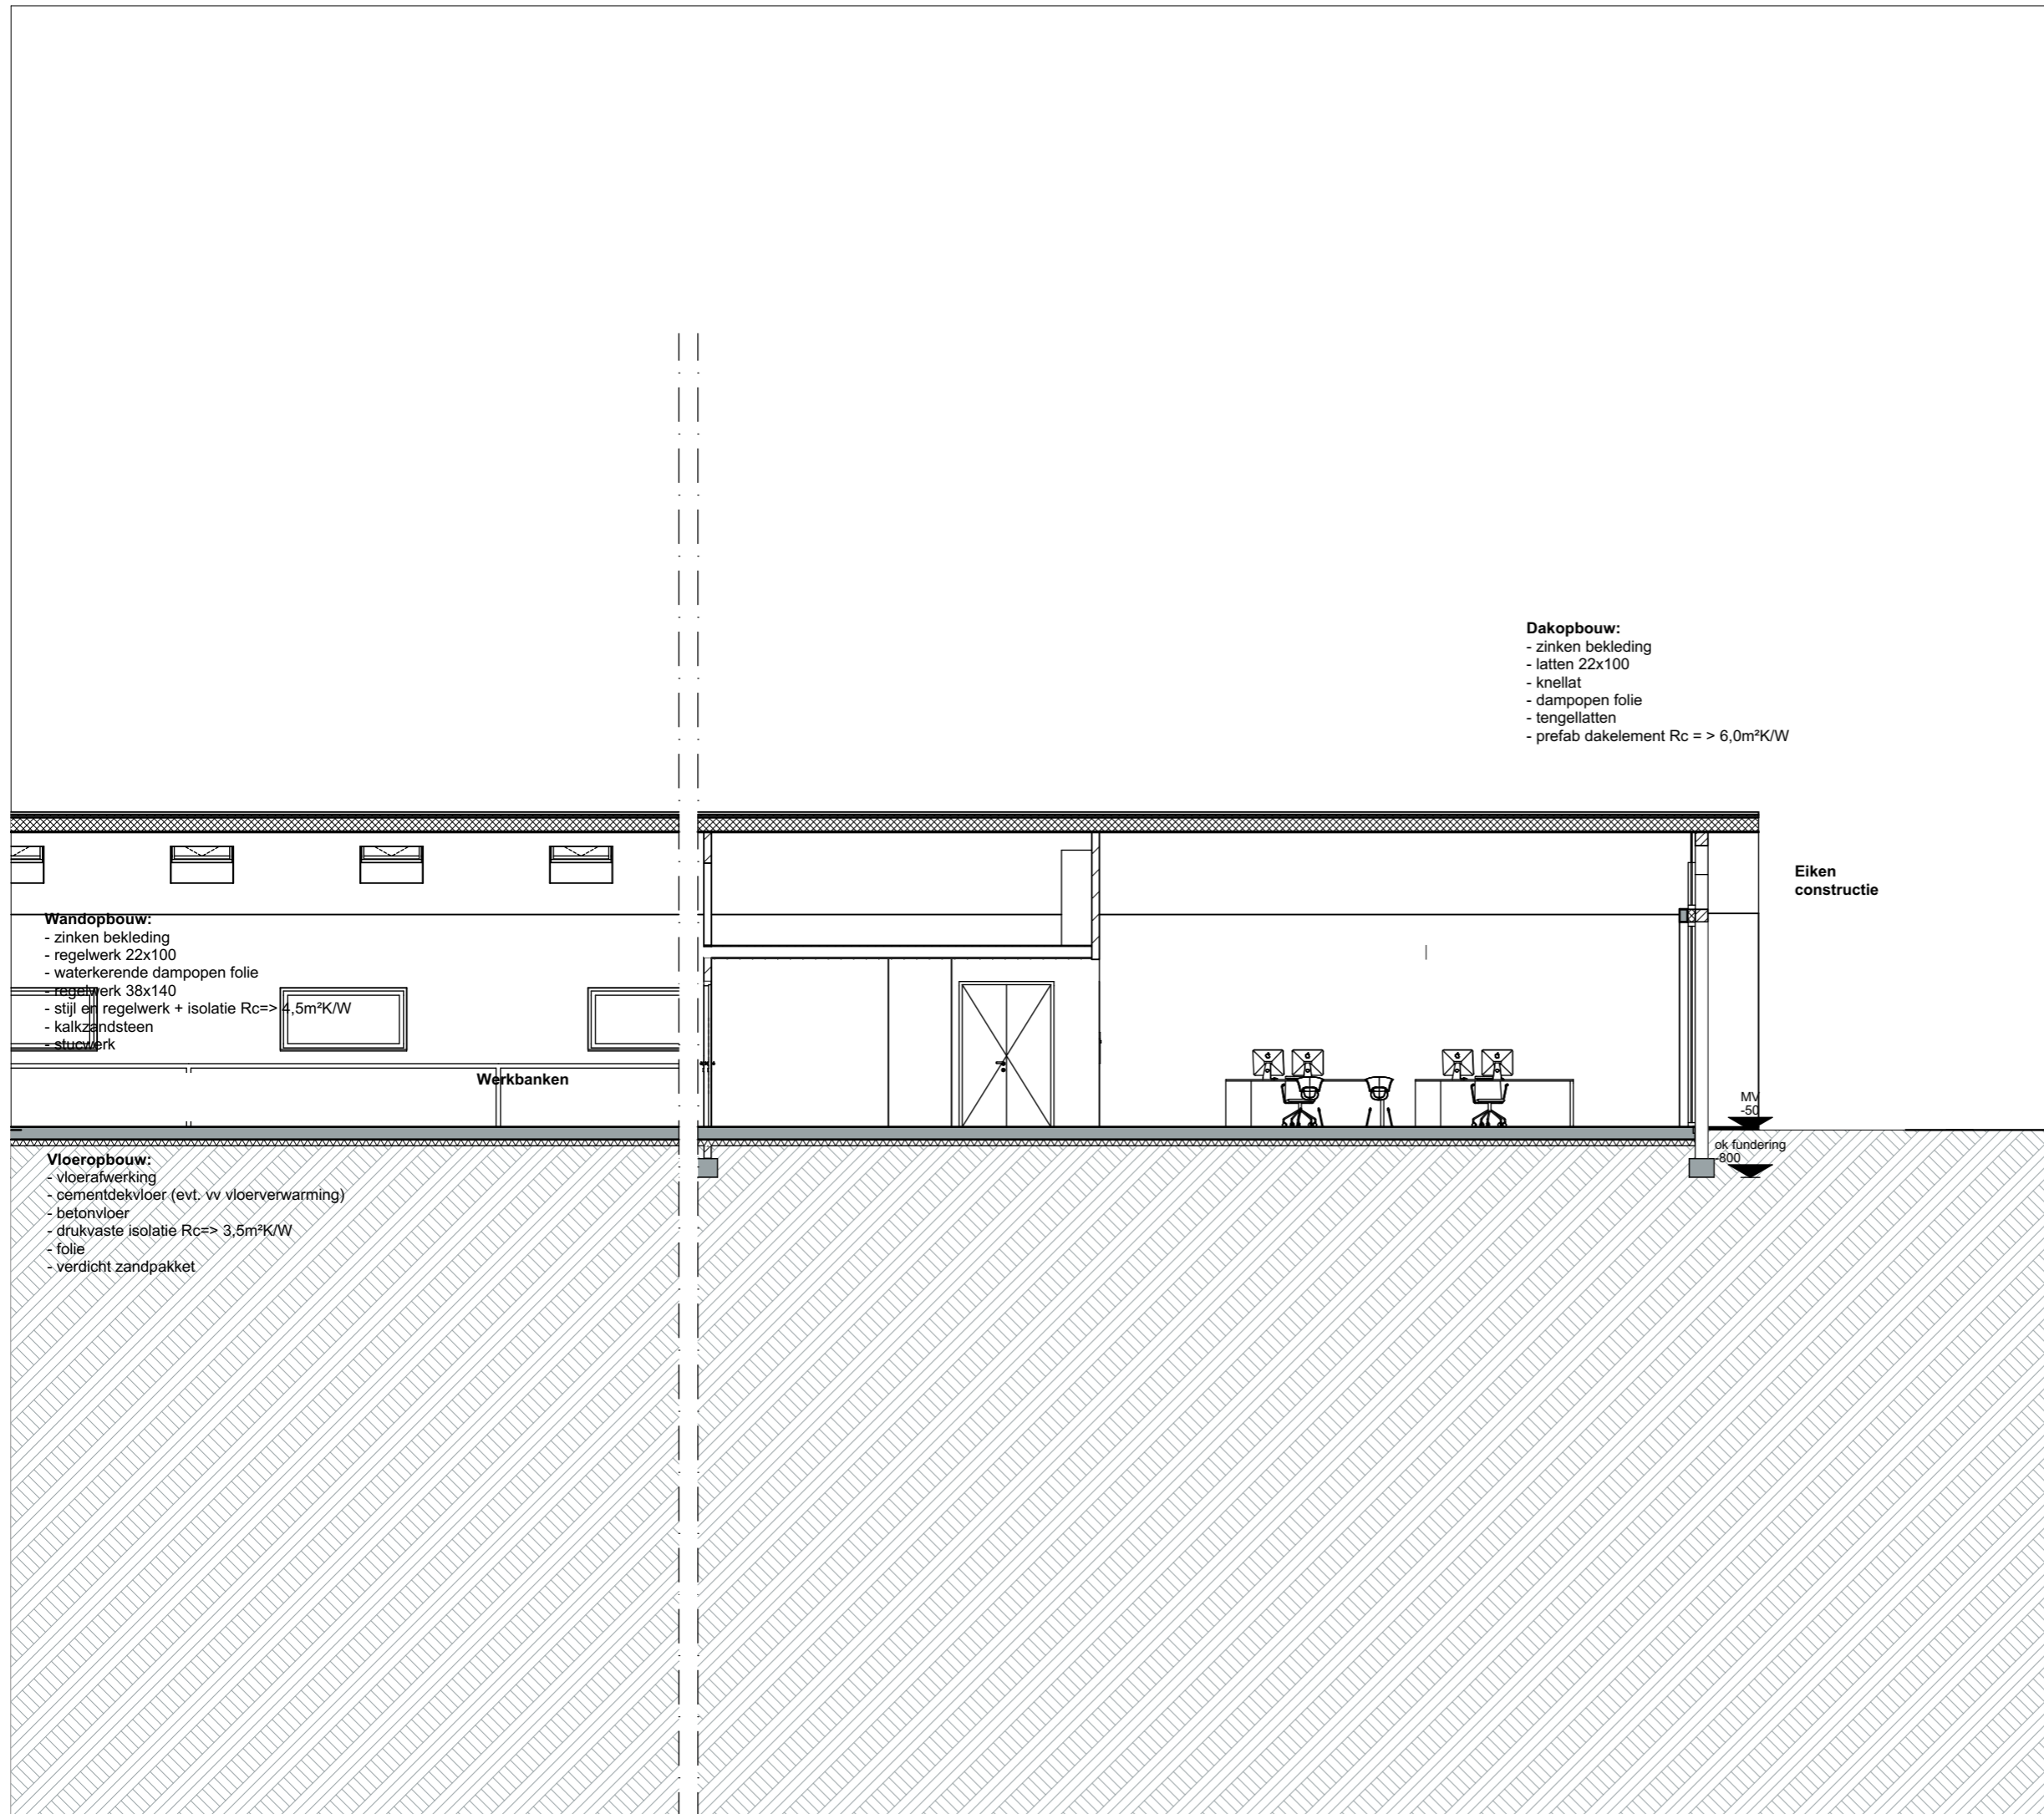 Dakopbouw:
- zinken bekleding
- latten 22x100
- knellat
- dampopen folie
- tengellatten
- prefab dakelement Rc = > 6,0m²K/W
Eiken
constructie
Wandopbouw:
- zinken bekleding
- regelwerk 22x100
- waterkerende dampopen folie
- regelwerk 38x140
- stijl en regelwerk + isolatie Rc=> 4,5m²K/W
- kalkzandsteen
- stucwerk
Werkbanken
MV
-50
ok fundering
-800
Vloeropbouw:
- vloerafwerking
- cementdekvloer (evt. vv vloerverwarming)
- betonvloer
- drukvaste isolatie Rc=> 3,5m²K/W
- folie
- verdicht zandpakket